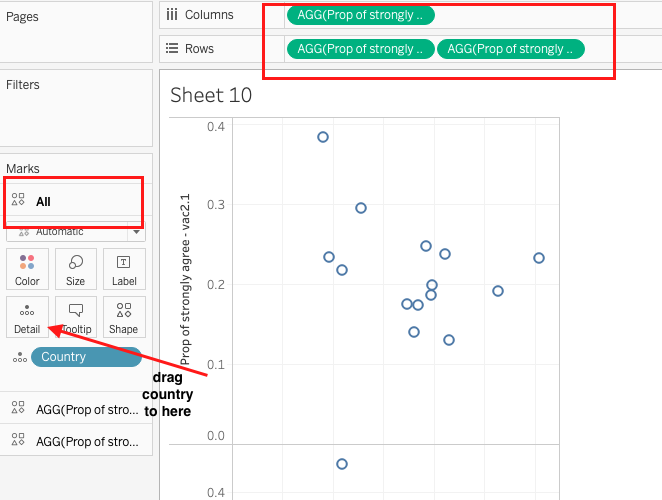 Pages
Columns
AGG(Prop of strongly ..
Rows
AGG(Prop of strongly ..
AGG(Prop of strongly ..
Filters
Sheet 10
Marks
All
Automatic
Color
Size
Label
Detail
Tooltip
Shape
Country
drag
country
to here
AGG(Prop of stro...
AGG(Prop of stro...
Prop of strongly agree - vac2.1
0.4
0.3
0.2
0.1
0.0
0.4